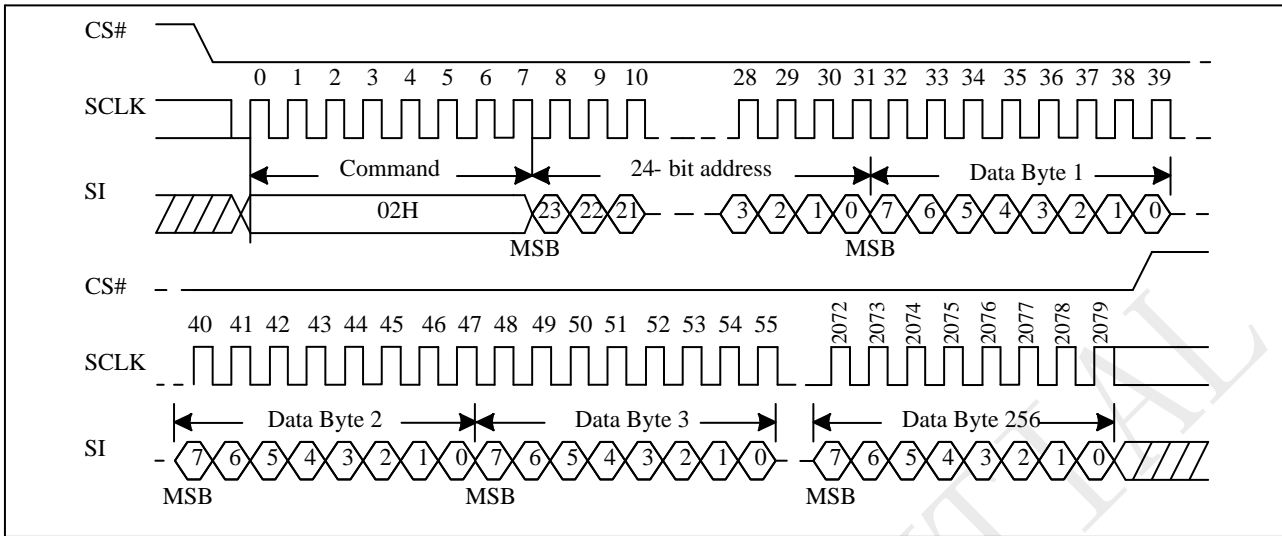 CS#
0 1 2 3 4 5 6 7 8 9 10 28 29 30 31 32 33 34 35 36 37 38 39
SCLK
Command 24- bit address Data Byte 1
SI
02H 23 22 21 3 2 1 0 7 6 5 4 3 2 1 0
MSB MSB
CS#
40 41 42 43 44 45 46 47 48 49 50 51 52 53 54 55 2072 2073 2074 2075 2076 2077 2078 2079
SCLK
Data Byte 2 Data Byte 3 Data Byte 256
SI
7 6 5 4 3 2 1 0 7 6 5 4 3 2 1 0 7 6 5 4 3 2 1 0
MSB MSB MSB